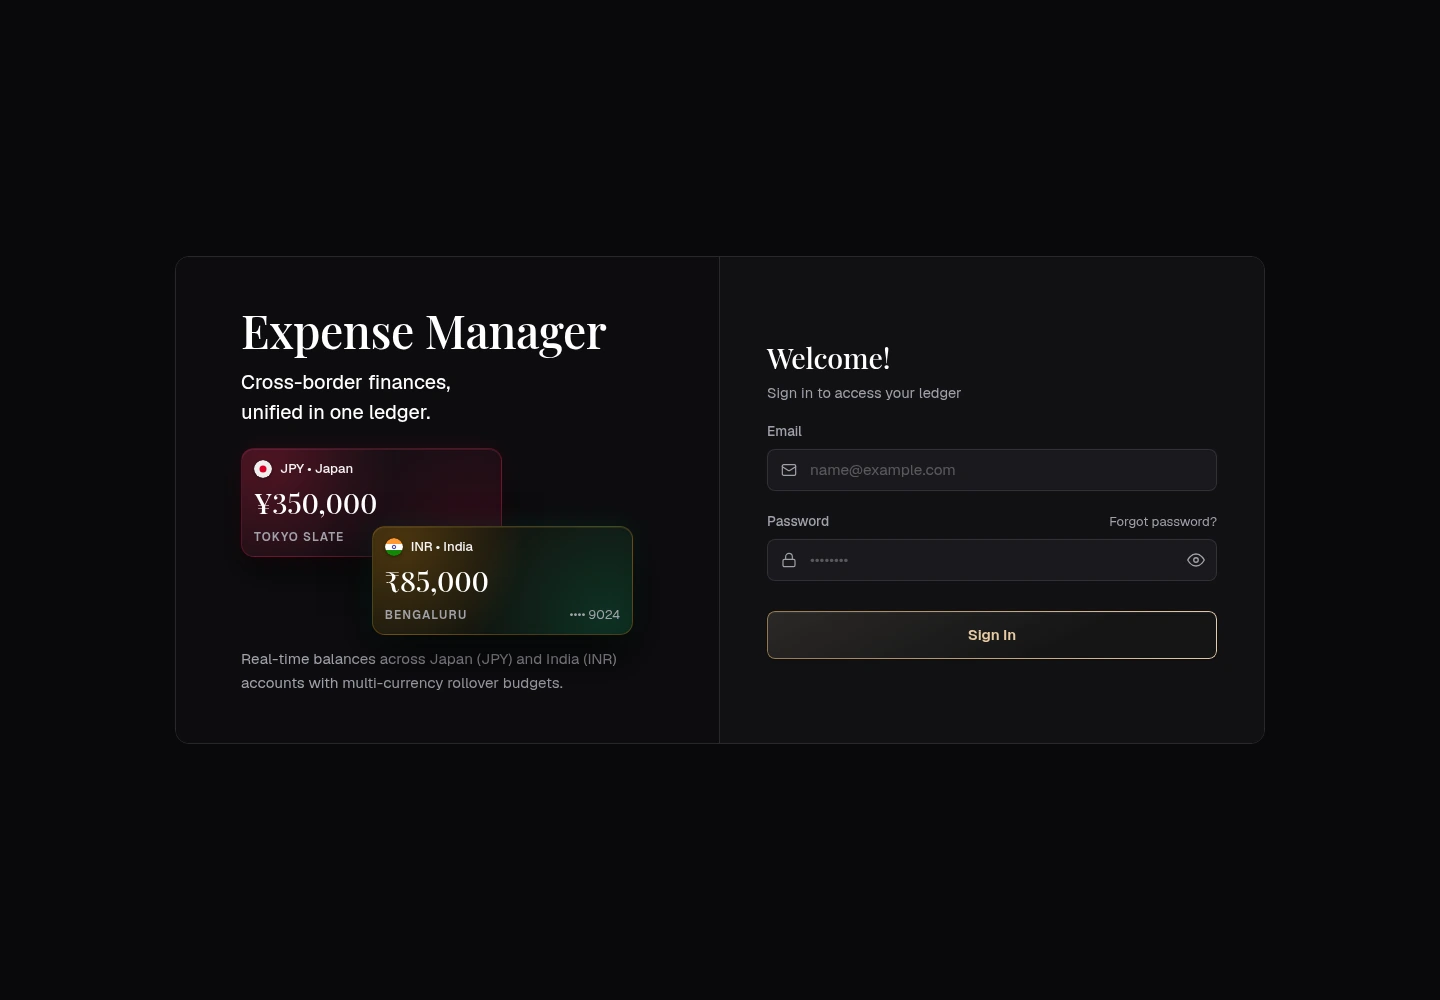 Expense Manager
Cross-border finances,
unified in one ledger.
JPY • Japan
¥350,000
TOKYO SLATE
INR • India
₹85,000
BENGALURU
•••• 9024
Real-time balances across Japan (JPY) and India (INR)
accounts with multi-currency rollover budgets.
Welcome!
Sign in to access your ledger
Email
name@example.com
Password
Forgot password?
••••••••
Sign In